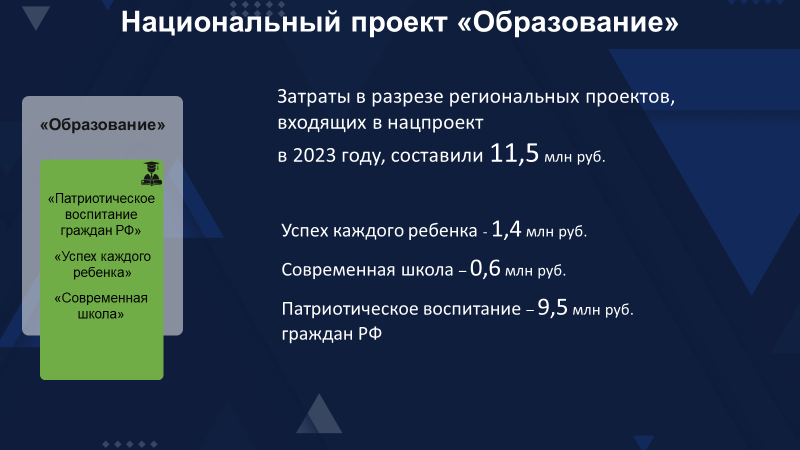 Национальный проект «Образование»
«Образование»
«Патриотическое
воспитание
граждан РФ»
«Успех каждого
ребенка»
«Современная
школа»
Затраты в разрезе региональных проектов,
входящих в нацпроект
в 2023 году, составили 11,5 млн руб.
Успех каждого ребенка - 1,4 млн руб.
Современная школа – 0,6 млн руб.
Патриотическое воспитание – 9,5 млн руб.
граждан РФ